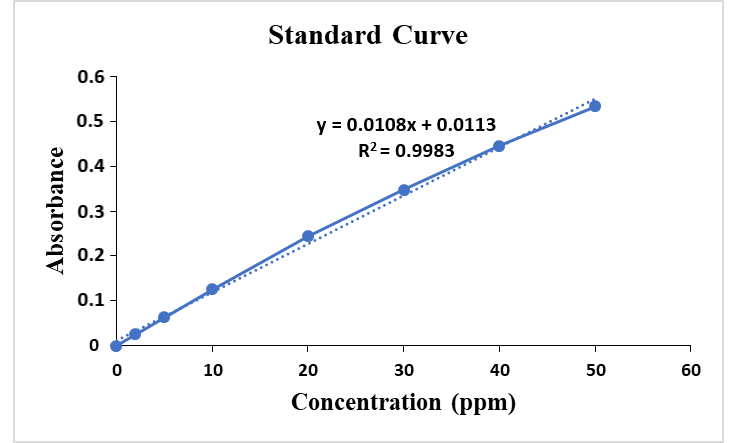 Standard Curve
0.6
0.5
0.4
0.3
0.2
0.1
0
y = 0.0108x + 0.0113
R² = 0.9983
Absorbance
0 10 20 30 40 50 60
Concentration (ppm)